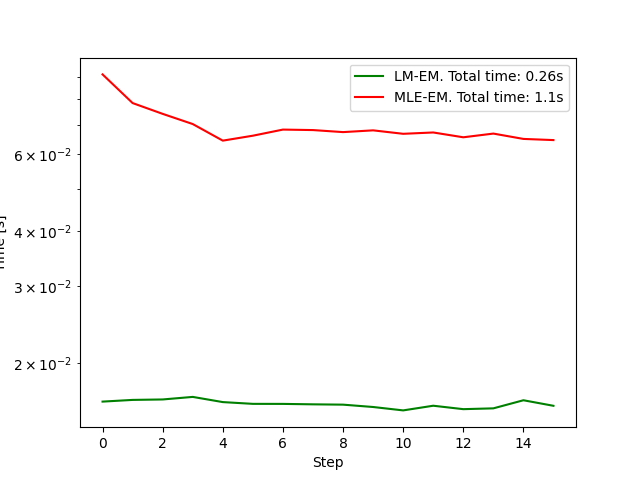 LM-EM. Total time: 0.26s
MLE-EM. Total time: 1.1s
6 × 10⁻²
4 × 10⁻²
3 × 10⁻²
2 × 10⁻²
0 2 4 6 8 10 12 14
Step